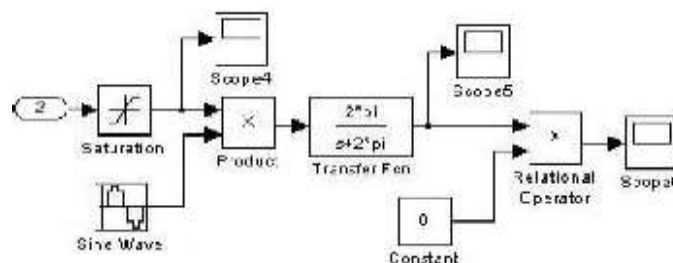 Scope4
2
Saturation
Product
2*pi
s+2*pi
Transfer Fcn
Scope5
Relational
Operator
Sine Wave
0
Constant